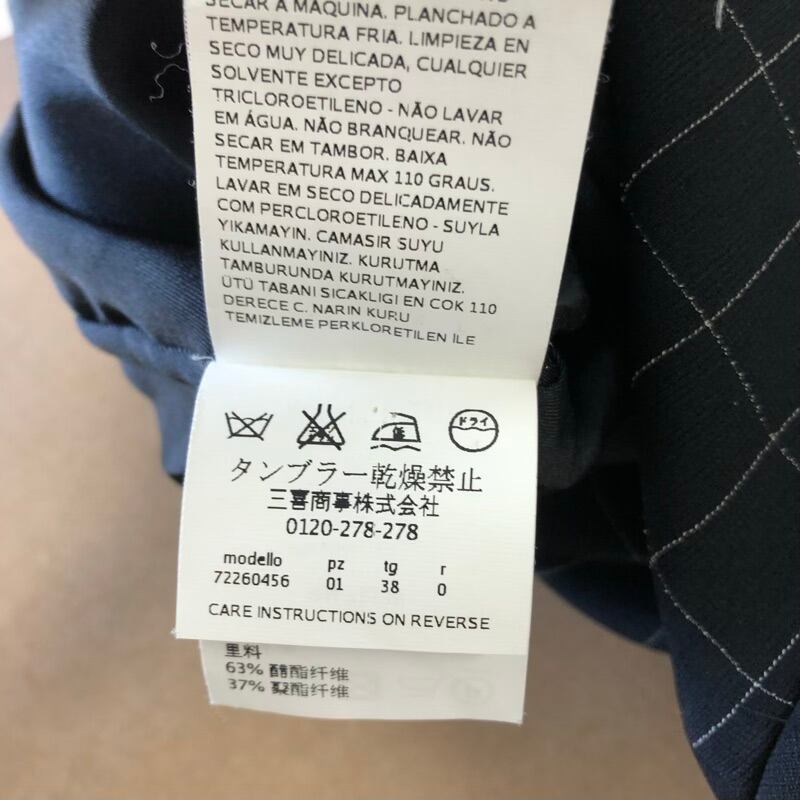 SECAR A MAQUINA. PLANCHADO A
TEMPERATURA FRIA. LIMPIEZA EN
SECO MUY DELICADA, CUALQUIER
SOLVENTE EXCEPTO
TRICLOROETILENO - NÃO LAVAR
EM ÁGUA. NÃO BRANQUEAR. NÃO
SECAR EM TAMBOR. BAIXA
TEMPERATURA MAX 110 GRAUS.
LAVAR EM SECO DELICADAMENTE
COM PERCLOROETILENO - SUYLA
YIKAMAYIN. CAMASIR SUYU
KULLANMAYINIZ. KURUTMA
TAMBURUNDA KURUTMAYINIZ.
ÜTÜ TABANI SICAKLIGI EN COK 110
DERECE C. NARIN KURU
TEMIZLEME PERKLORETILEN ILE
低 ドライ
タンブラー乾燥禁止
三喜商事株式会社
0120-278-278
modello pz tg r
72260456 01 38 0
CARE INSTRUCTIONS ON REVERSE
里料
63% 醋酯纤维
37% 聚酯纤维